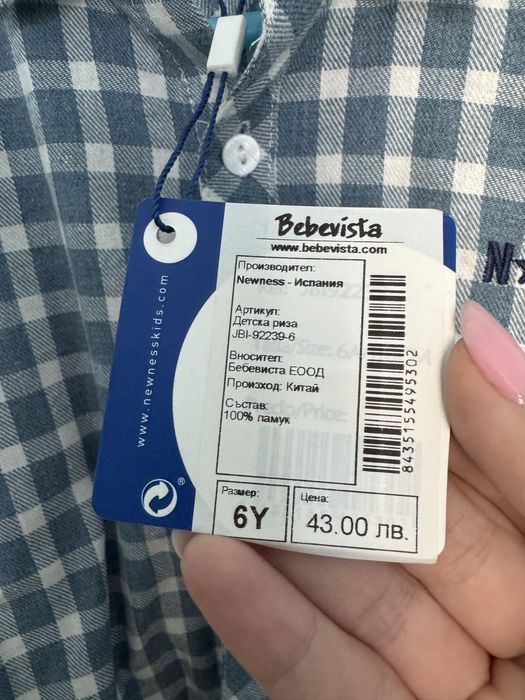 Bebevista
www.bebevista.com
Производител:
Newness - Испания
Артикул:
Детска риза
JBI-92239-6
Вносител:
Бебевиста ЕООД
Произход: Китай
Състав:
100% памук
8435155495302
Размер:
6Y
Цена:
43.00 лв.
www.newnesskids.com
®
N